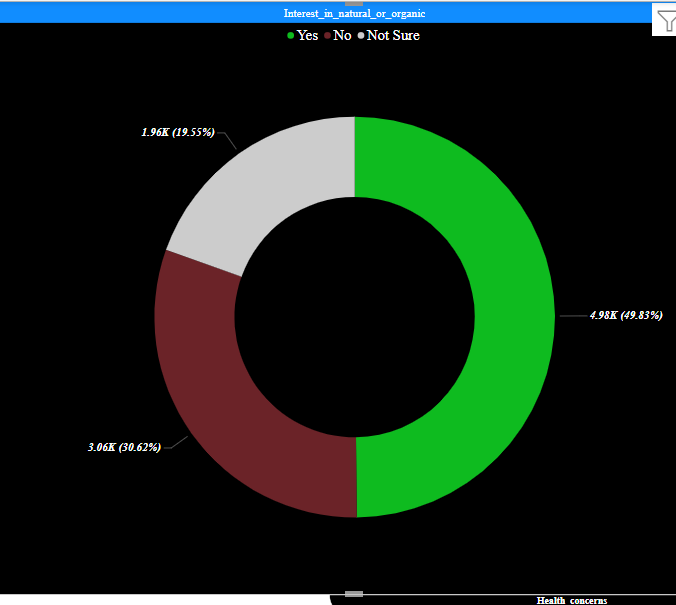 Interest_in_natural_or_organic
Yes No Not Sure
1.96K (19.55%)
4.98K (49.83%)
3.06K (30.62%)
Health_concerns